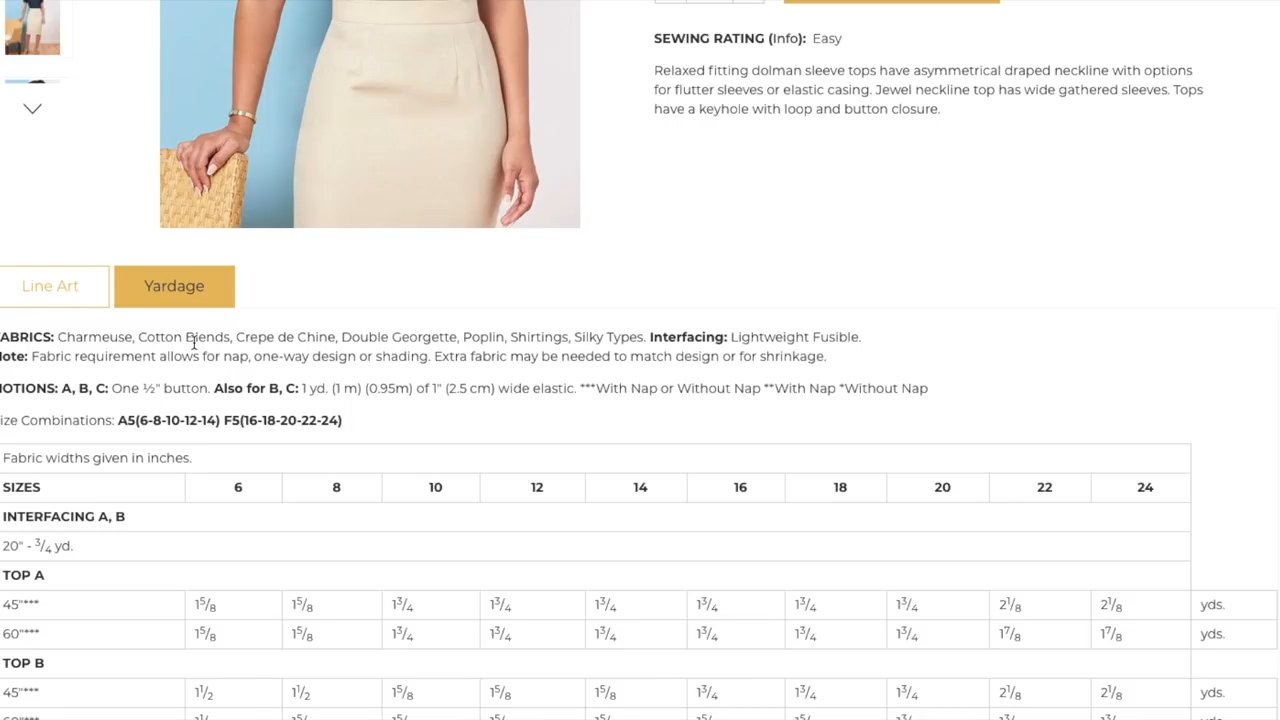 SEWING RATING (Info): Easy
Relaxed fitting dolman sleeve tops have asymmetrical draped neckline with options
for flutter sleeves or elastic casing. Jewel neckline top has wide gathered sleeves. Tops
have a keyhole with loop and button closure.
Line Art Yardage
ABRICS: Charmeuse, Cotton Blends, Crepe de Chine, Double Georgette, Poplin, Shirtings, Silky Types. Interfacing: Lightweight Fusible.
ote: Fabric requirement allows for nap, one-way design or shading. Extra fabric may be needed to match design or for shrinkage.
OTIONS: A, B, C: One ½" button. Also for B, C: 1 yd. (1 m) (0.95m) of 1" (2.5 cm) wide elastic. ***With Nap or Without Nap **With Nap *Without Nap
ize Combinations: A5(6-8-10-12-14) F5(16-18-20-22-24)
Fabric widths given in inches.
SIZES 6 8 10 12 14 16 18 20 22 24
INTERFACING A, B
20" - 3/4 yd.
TOP A
45"*** 1 5/8 1 5/8 1 3/4 1 3/4 1 3/4 1 3/4 1 3/4 1 3/4 2 1/8 2 1/8 yds.
60"*** 1 5/8 1 5/8 1 3/4 1 3/4 1 3/4 1 3/4 1 3/4 1 3/4 1 7/8 1 7/8 yds.
TOP B
45"*** 1 1/2 1 1/2 1 5/8 1 5/8 1 5/8 1 3/4 1 3/4 1 3/4 2 1/8 2 1/8 yds.